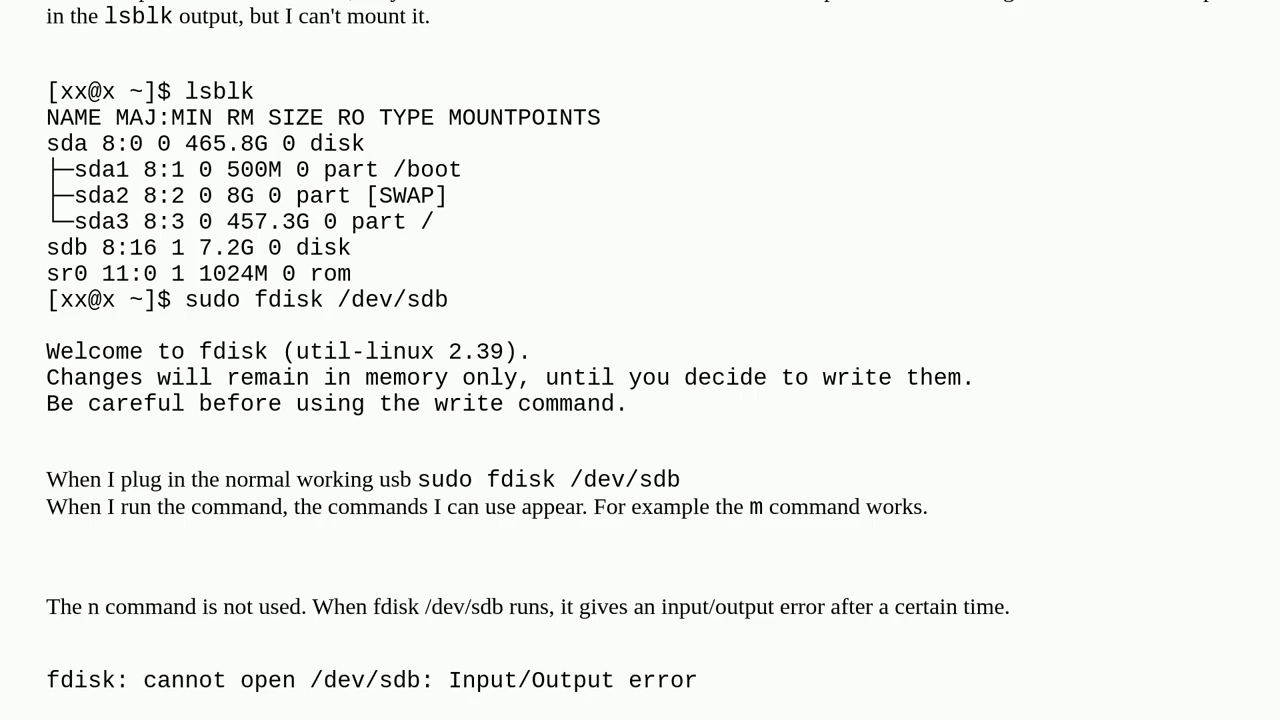 in the lsblk output, but I can't mount it.
[xx@x ~]$ lsblk
NAME MAJ:MIN RM SIZE RO TYPE MOUNTPOINTS
sda 8:0 0 465.8G 0 disk
├─sda1 8:1 0 500M 0 part /boot
├─sda2 8:2 0 8G 0 part [SWAP]
└─sda3 8:3 0 457.3G 0 part /
sdb 8:16 1 7.2G 0 disk
sr0 11:0 1 1024M 0 rom
[xx@x ~]$ sudo fdisk /dev/sdb
Welcome to fdisk (util-linux 2.39).
Changes will remain in memory only, until you decide to write them.
Be careful before using the write command.
When I plug in the normal working usb sudo fdisk /dev/sdb
When I run the command, the commands I can use appear. For example the m command works.
The n command is not used. When fdisk /dev/sdb runs, it gives an input/output error after a certain time.
fdisk: cannot open /dev/sdb: Input/Output error